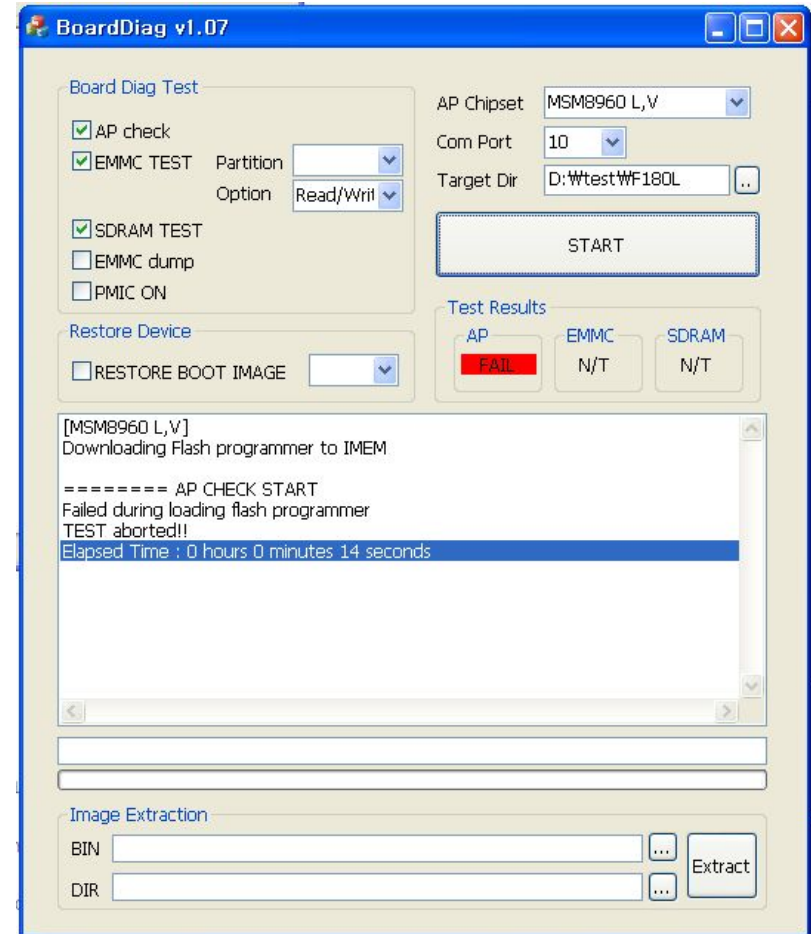 BoardDiag v1.07
Board Diag Test
AP check
EMMC TEST Partition
Option Read/Writ
SDRAM TEST
EMMC dump
PMIC ON
AP Chipset MSM8960 L,V
Com Port 10
Target Dir D:₩test₩F180L ..
START
Restore Device
RESTORE BOOT IMAGE
Test Results
AP EMMC SDRAM
FAIL N/T N/T
[MSM8960 L,V]
Downloading Flash programmer to IMEM
======== AP CHECK START
Failed during loading flash programmer
TEST aborted!!
Elapsed Time : 0 hours 0 minutes 14 seconds
Image Extraction
BIN ...
DIR ...
Extract